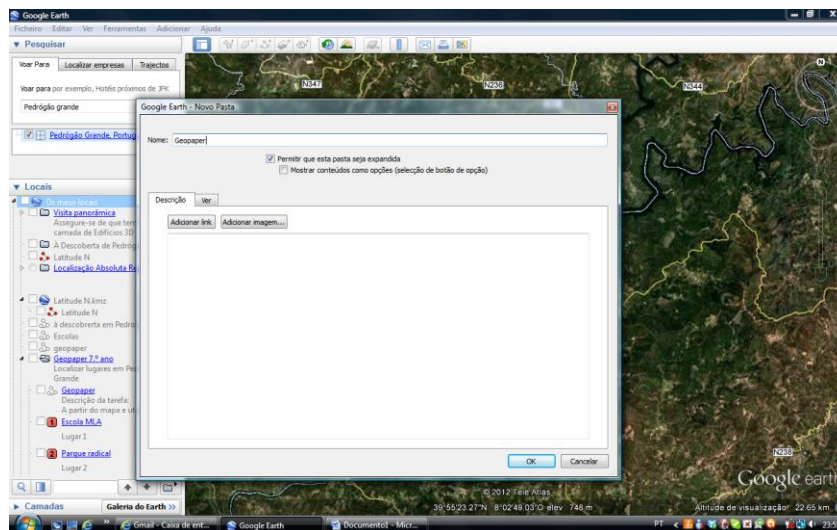 Google Earth
Ficheiro Editar Ver Ferramentas Adicionar Ajuda
Pesquisar
Voar Para Localizar empresas Trajectos
Voar para por exemplo, Hotéis próximos de JFK
Pedrógão grande
Pedrógão Grande, Portug
Locais
Os meus locais
Visita panorâmica
Assegure-se de que tem
camada de Edifícios 3D
À Descoberta de Pedróg
Latitude N
Localização Absoluta Re
Latitude N.kmz
Latitude N
à descobrerta em Pedro
Escolas
geopaper
Geopaper 7.º ano
Localizar lugares em Pe
Grande
Geopaper
Descrição da tarefa:
A partir do mapa e ut
1 Escola MLA
Lugar 1
2 Parque radical
Lugar 2
Camadas Galeria do Earth >>
Google Earth - Novo Pasta
Nome: Geopaper
Permitir que esta pasta seja expandida
Mostrar conteúdos como opções (selecção de botão de opção)
Descrição Ver
Adicionar link Adicionar imagem...
OK Cancelar
N347 N236 N344
N238
Google earth
© 2012 Tele Atlas
39°55'23.27"N 8°02'49.03"O elev 748 m Altitude de visualização 22.65 km
Gmail - Caixa de ent... Google Earth Documento1 - Micr... PT